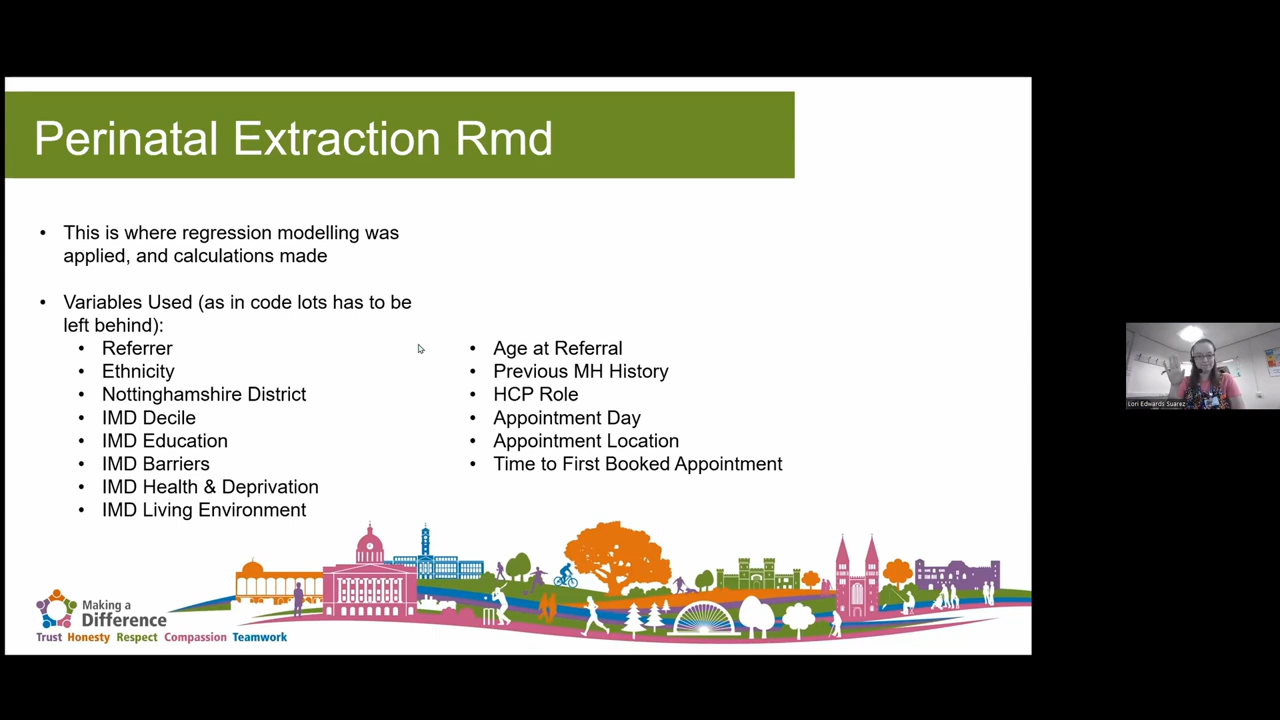 Perinatal Extraction Rmd
• This is where regression modelling was
applied, and calculations made
• Variables Used (as in code lots has to be
left behind):
• Referrer
• Ethnicity
• Nottinghamshire District
• IMD Decile
• IMD Education
• IMD Barriers
• IMD Health & Deprivation
• IMD Living Environment
• Age at Referral
• Previous MH History
• HCP Role
• Appointment Day
• Appointment Location
• Time to First Booked Appointment
Making a
Difference
Trust Honesty Respect Compassion Teamwork
Lori Edwards Suarez